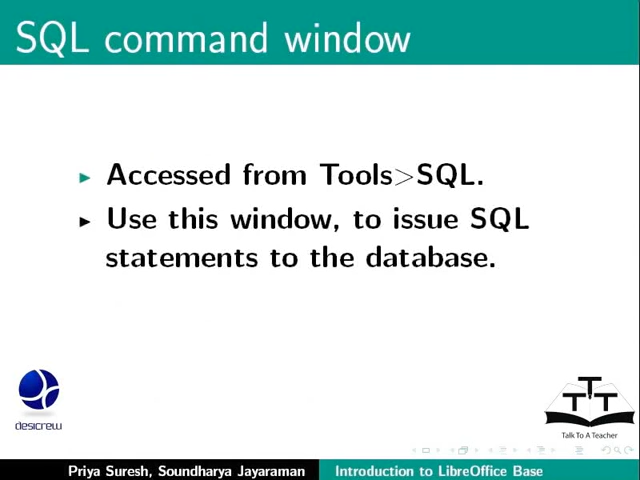 SQL command window
Accessed from Tools>SQL.
Use this window, to issue SQL
statements to the database.
desicrew
T
T T
Talk To A Teacher
Priya Suresh, Soundharya Jayaraman
Introduction to LibreOffice Base